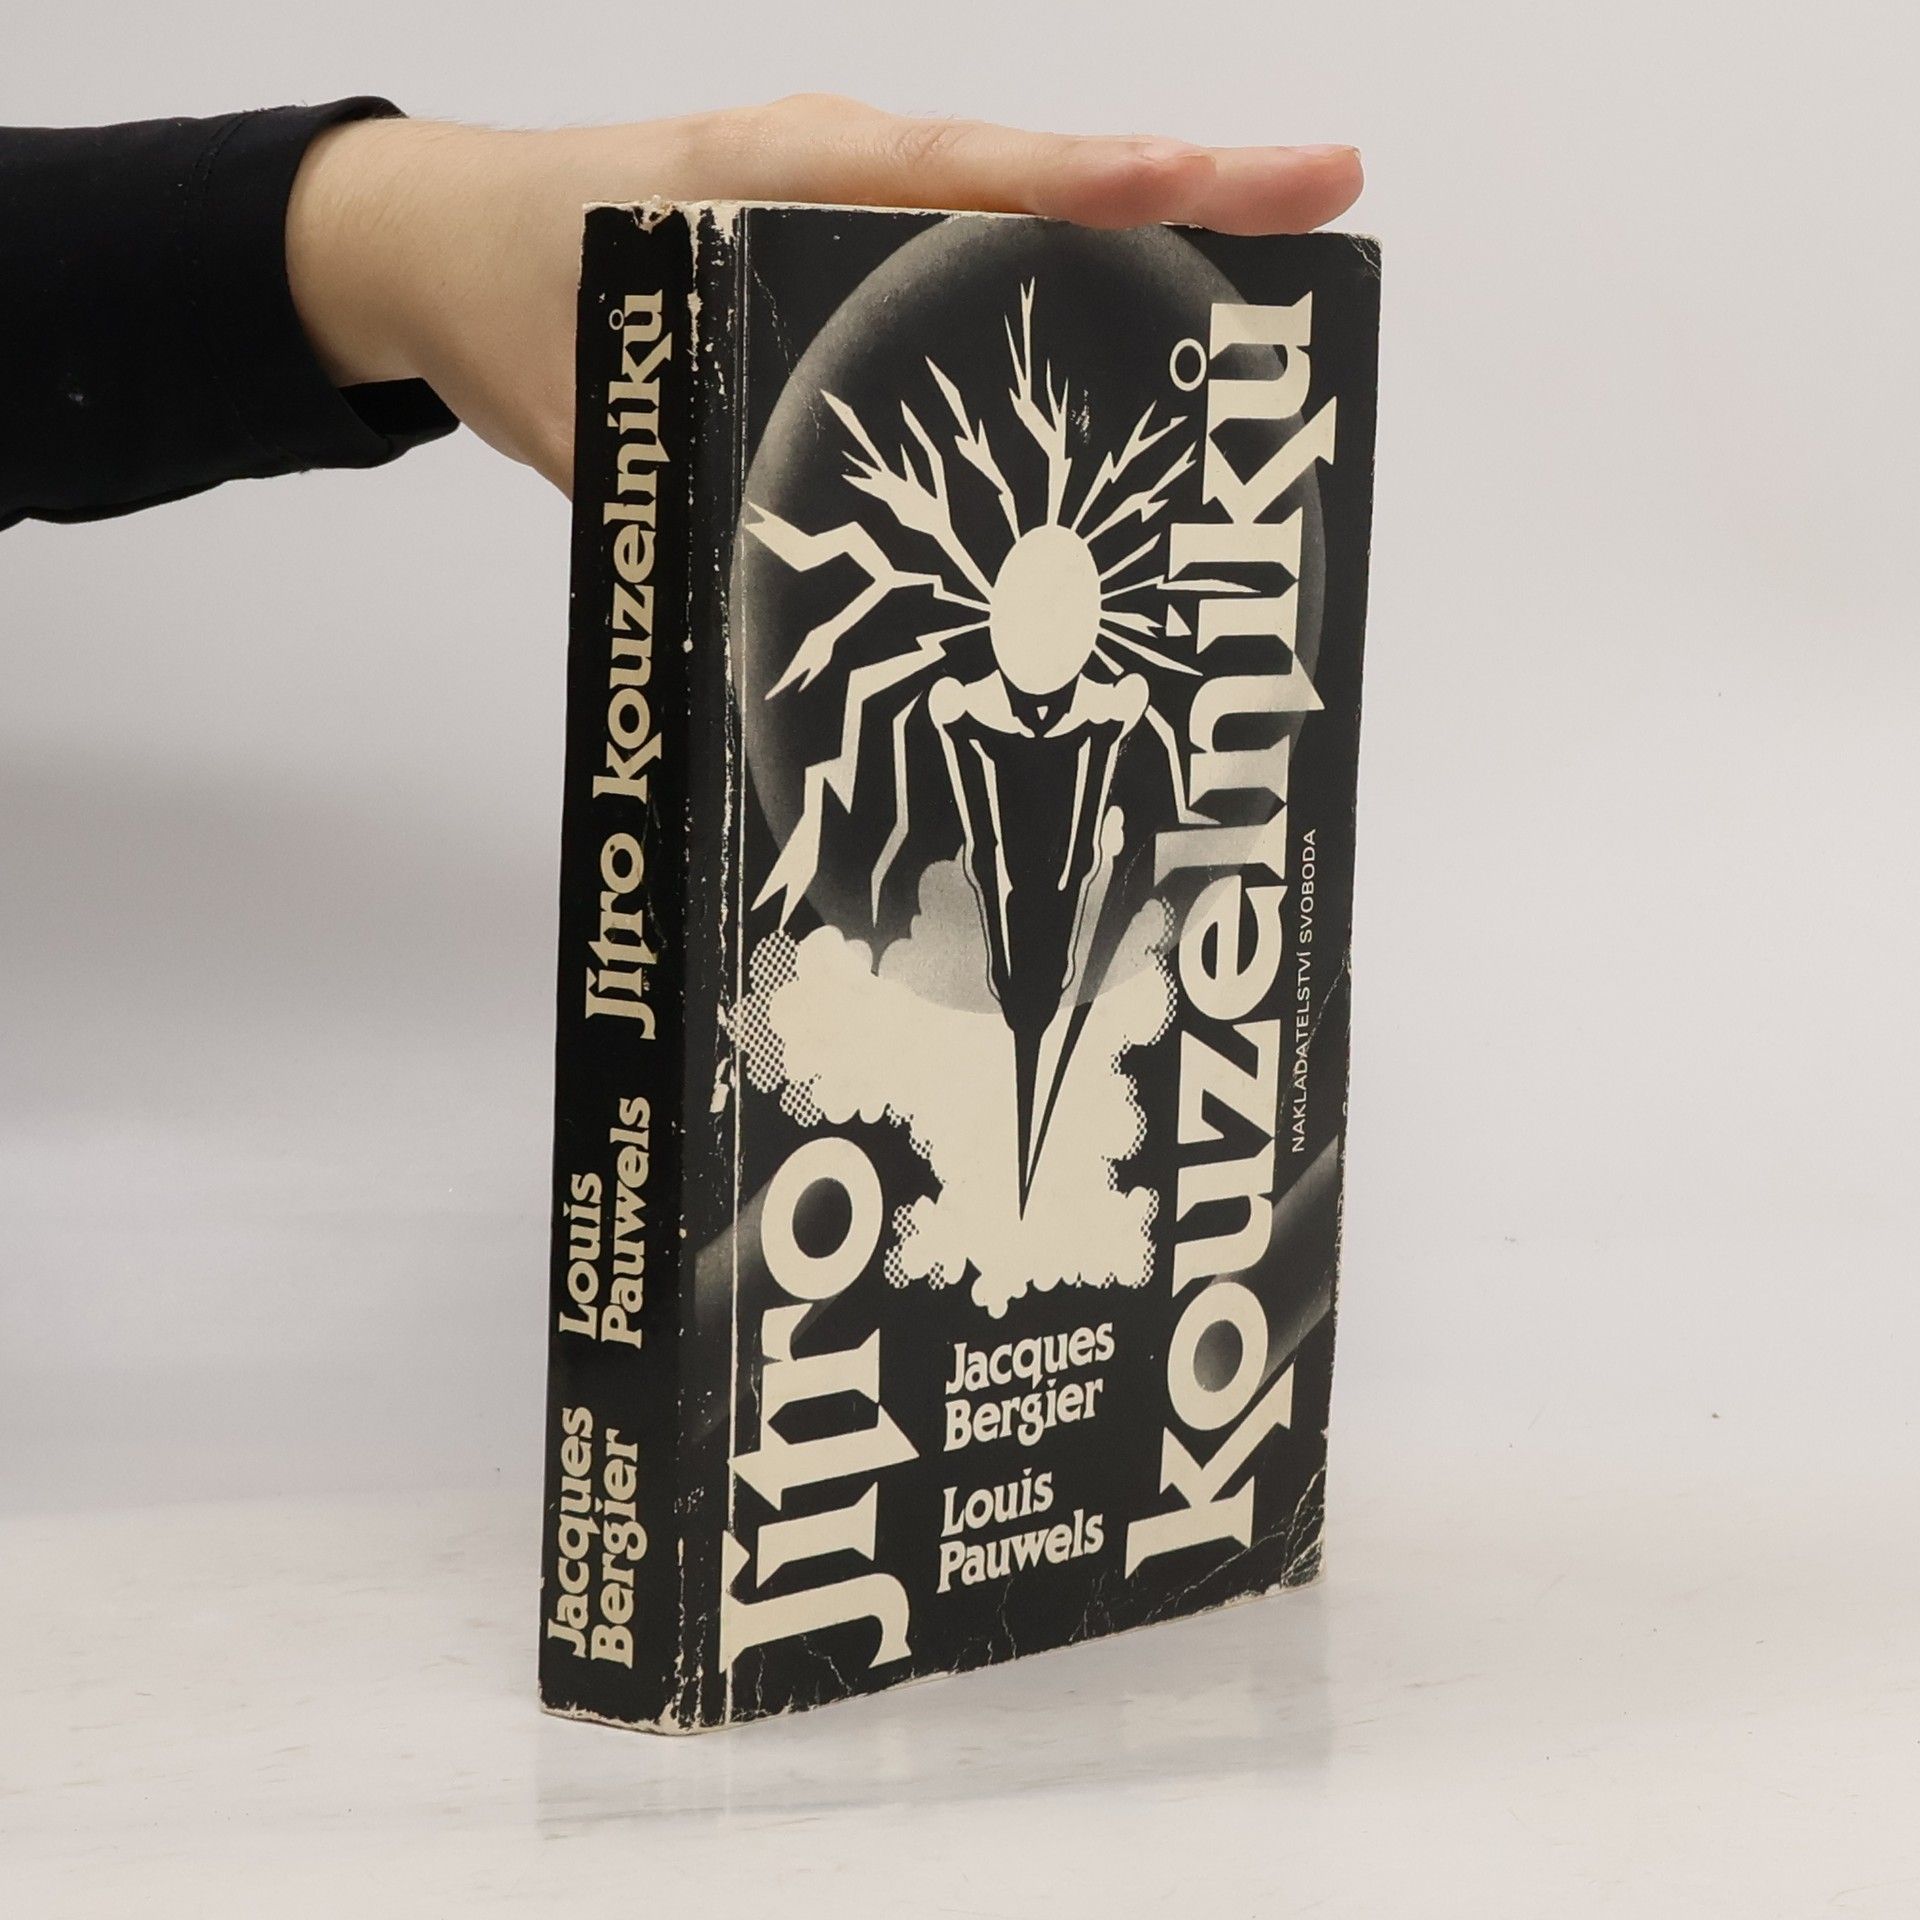 Jacques
Bergier
Louis
Pauwels
Jitro kouzelníků
Jitro
kouzelníků
Jacques
Bergier
Louis
Pauwels
NAKLADATELSTVÍ SVOBODA